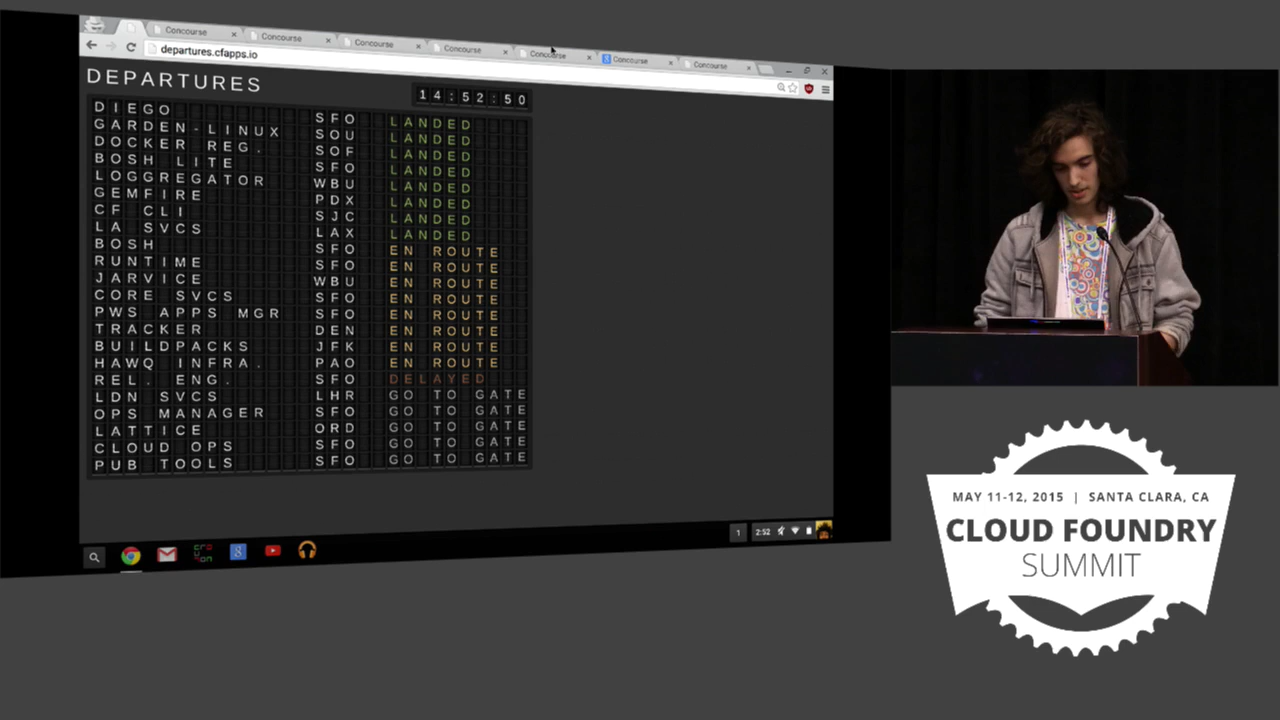 Concourse Concourse Concourse Concourse Concourse Concourse Concourse
departures.cfapps.io
DEPARTURES
14:52:50
DIEGO SFO LANDED
GARDEN-LINUX SOU LANDED
DOCKER REG. SOF LANDED
BOSH LITE SFO LANDED
LOGGREGATOR WBU LANDED
GEMFIRE PDX LANDED
CF CLI SJC LANDED
LA SVCS LAX LANDED
BOSH SFO EN ROUTE
RUNTIME SFO EN ROUTE
JARVICE WBU EN ROUTE
CORE SVCS SFO EN ROUTE
PWS APPS MGR SFO EN ROUTE
TRACKER DEN EN ROUTE
BUILDPACKS JFK EN ROUTE
HAWQ INFRA. PAO EN ROUTE
REL. ENG. SFO DELAYED
LDN SVCS LHR GO TO GATE
OPS MANAGER SFO GO TO GATE
LATTICE ORD GO TO GATE
CLOUD OPS SFO GO TO GATE
PUB TOOLS SFO GO TO GATE
1 2:52
MAY 11-12, 2015 | SANTA CLARA, CA
CLOUD FOUNDRY
SUMMIT